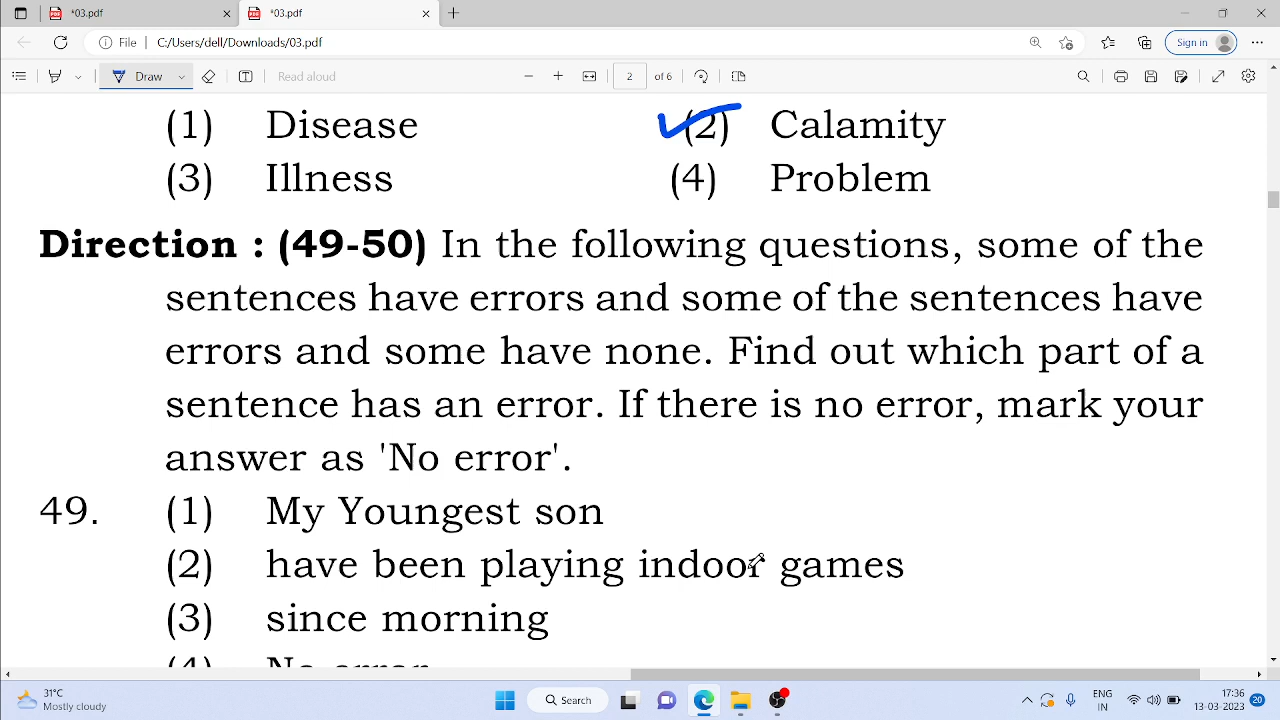 *03.pdf
*03.pdf
File C:/Users/dell/Downloads/03.pdf
Sign in
Draw
Read aloud
2
of 6
(1) Disease (2) Calamity
(3) Illness (4) Problem
Direction : (49-50) In the following questions, some of the
sentences have errors and some of the sentences have
errors and some have none. Find out which part of a
sentence has an error. If there is no error, mark your
answer as 'No error'.
49. (1) My Youngest son
(2) have been playing indoor games
(3) since morning
(4) No error
31°C
Mostly cloudy
Search
ENG
IN
17:36
13-03-2023
20